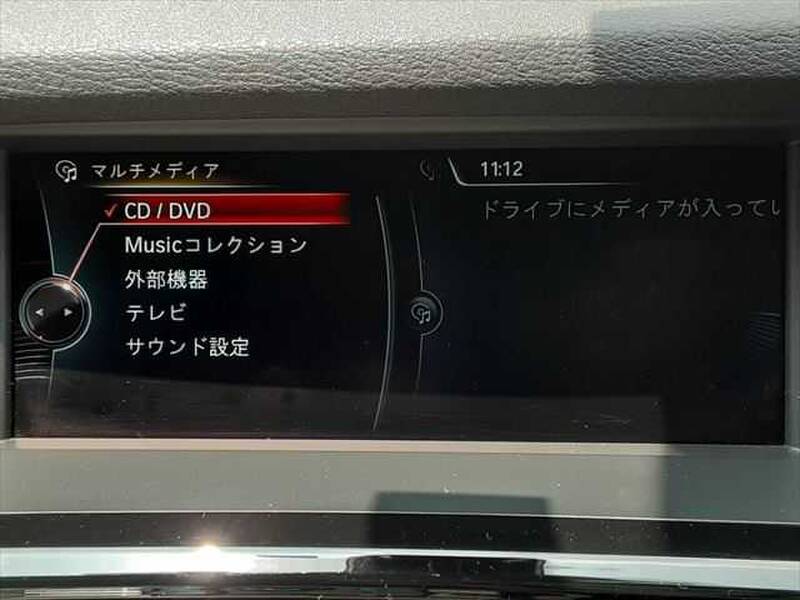 マルチメディア
11:12
✓ CD / DVD
ドライブにメディアが入ってい
Musicコレクション
外部機器
テレビ
サウンド設定